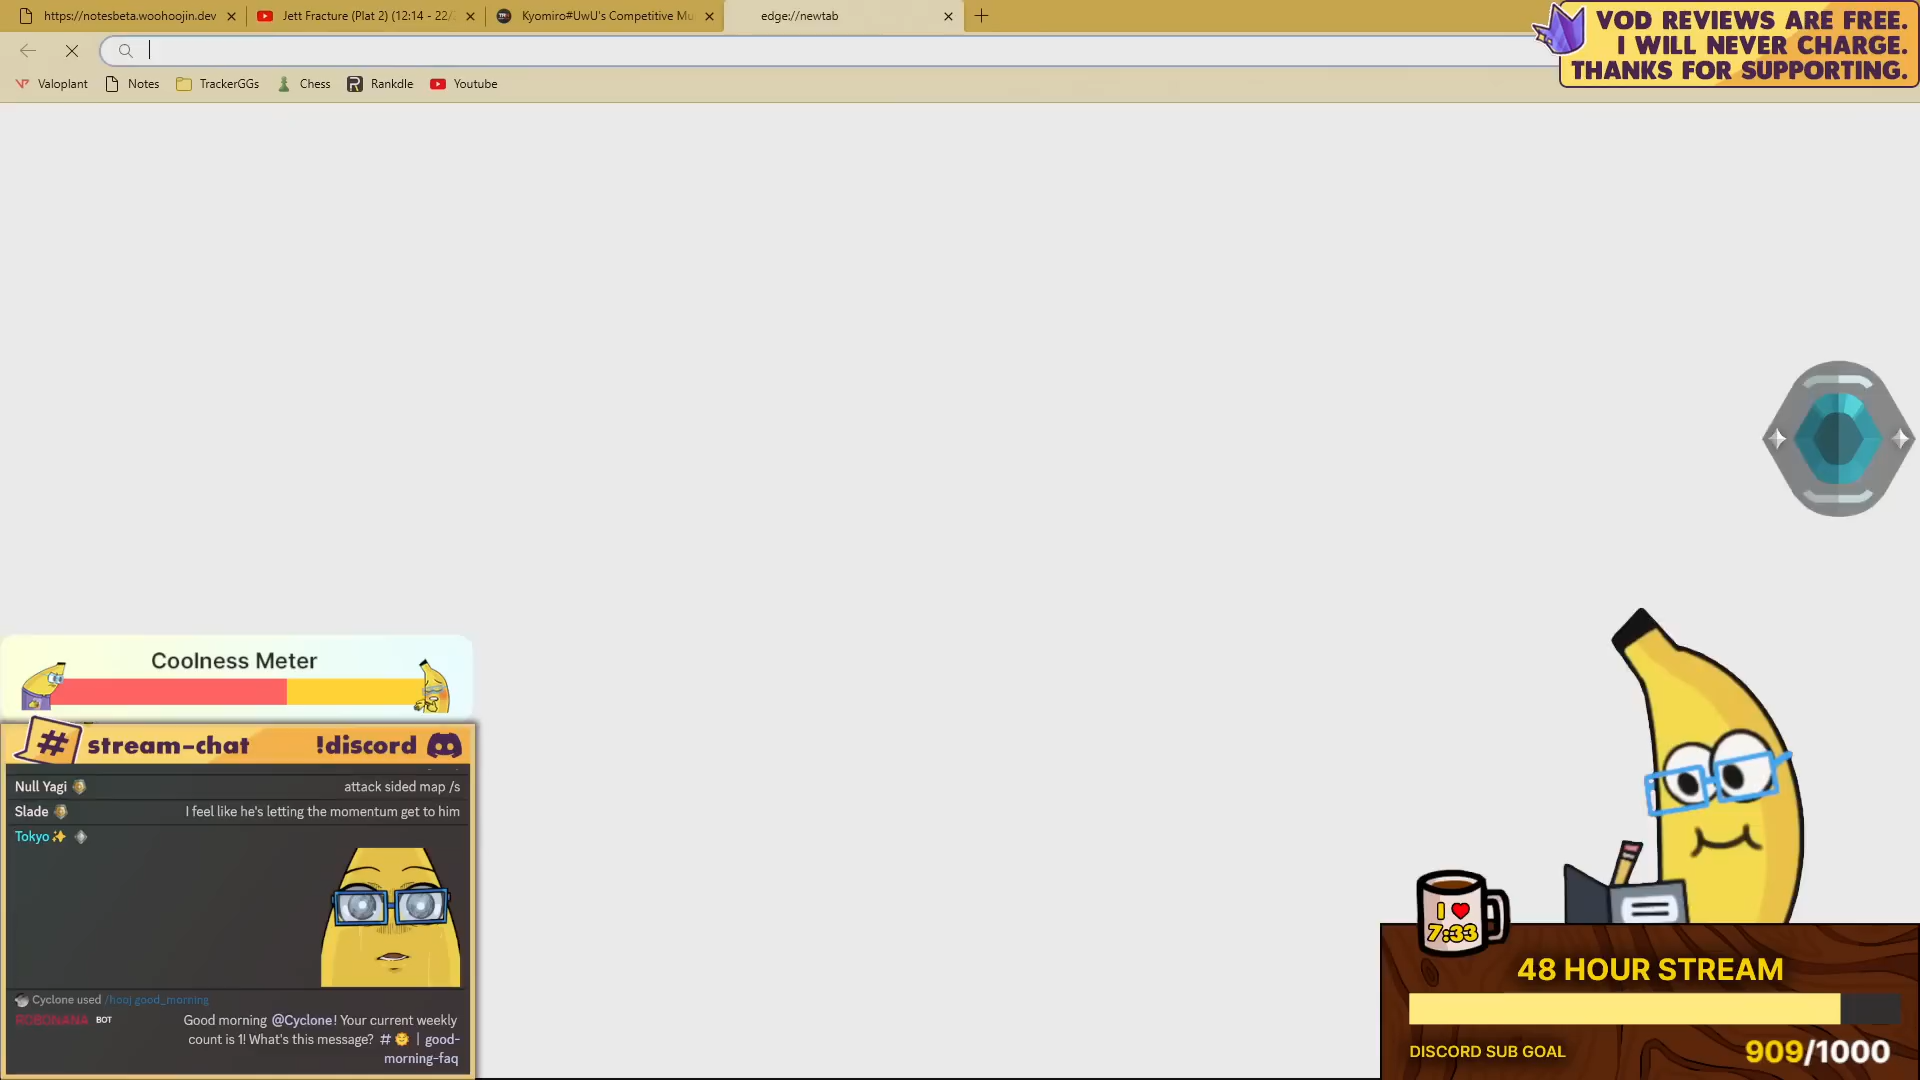 https://notesbeta.woohoojin.dev
Jett Fracture (Plat 2) (12:14 - 22/
Kyomiro#UwU's Competitive Mu
edge://newtab
Valoplant
Notes
TrackerGGs
Chess
Rankdle
Youtube
VOD REVIEWS ARE FREE.
I WILL NEVER CHARGE.
THANKS FOR SUPPORTING.
Coolness Meter
# stream-chat !discord
Null Yagi attack sided map /s
Slade I feel like he's letting the momentum get to him
Tokyo
Cyclone used /hooj good_morning
ROBONANA BOT Good morning @Cyclone! Your current weekly
count is 1! What's this message? # | good-
morning-faq
I
7:33
48 HOUR STREAM
DISCORD SUB GOAL 909/1000